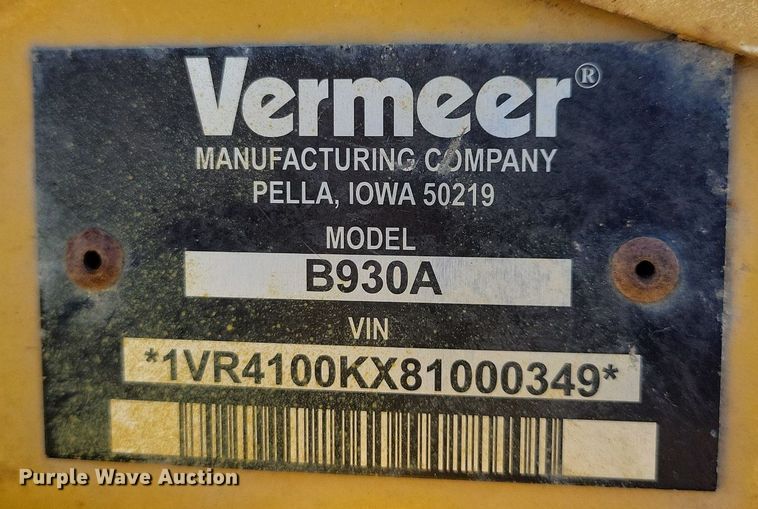 Vermeer®
MANUFACTURING COMPANY
PELLA, IOWA 50219
MODEL
B930A
VIN
*1VR4100KX81000349*
Purple Wave Auction